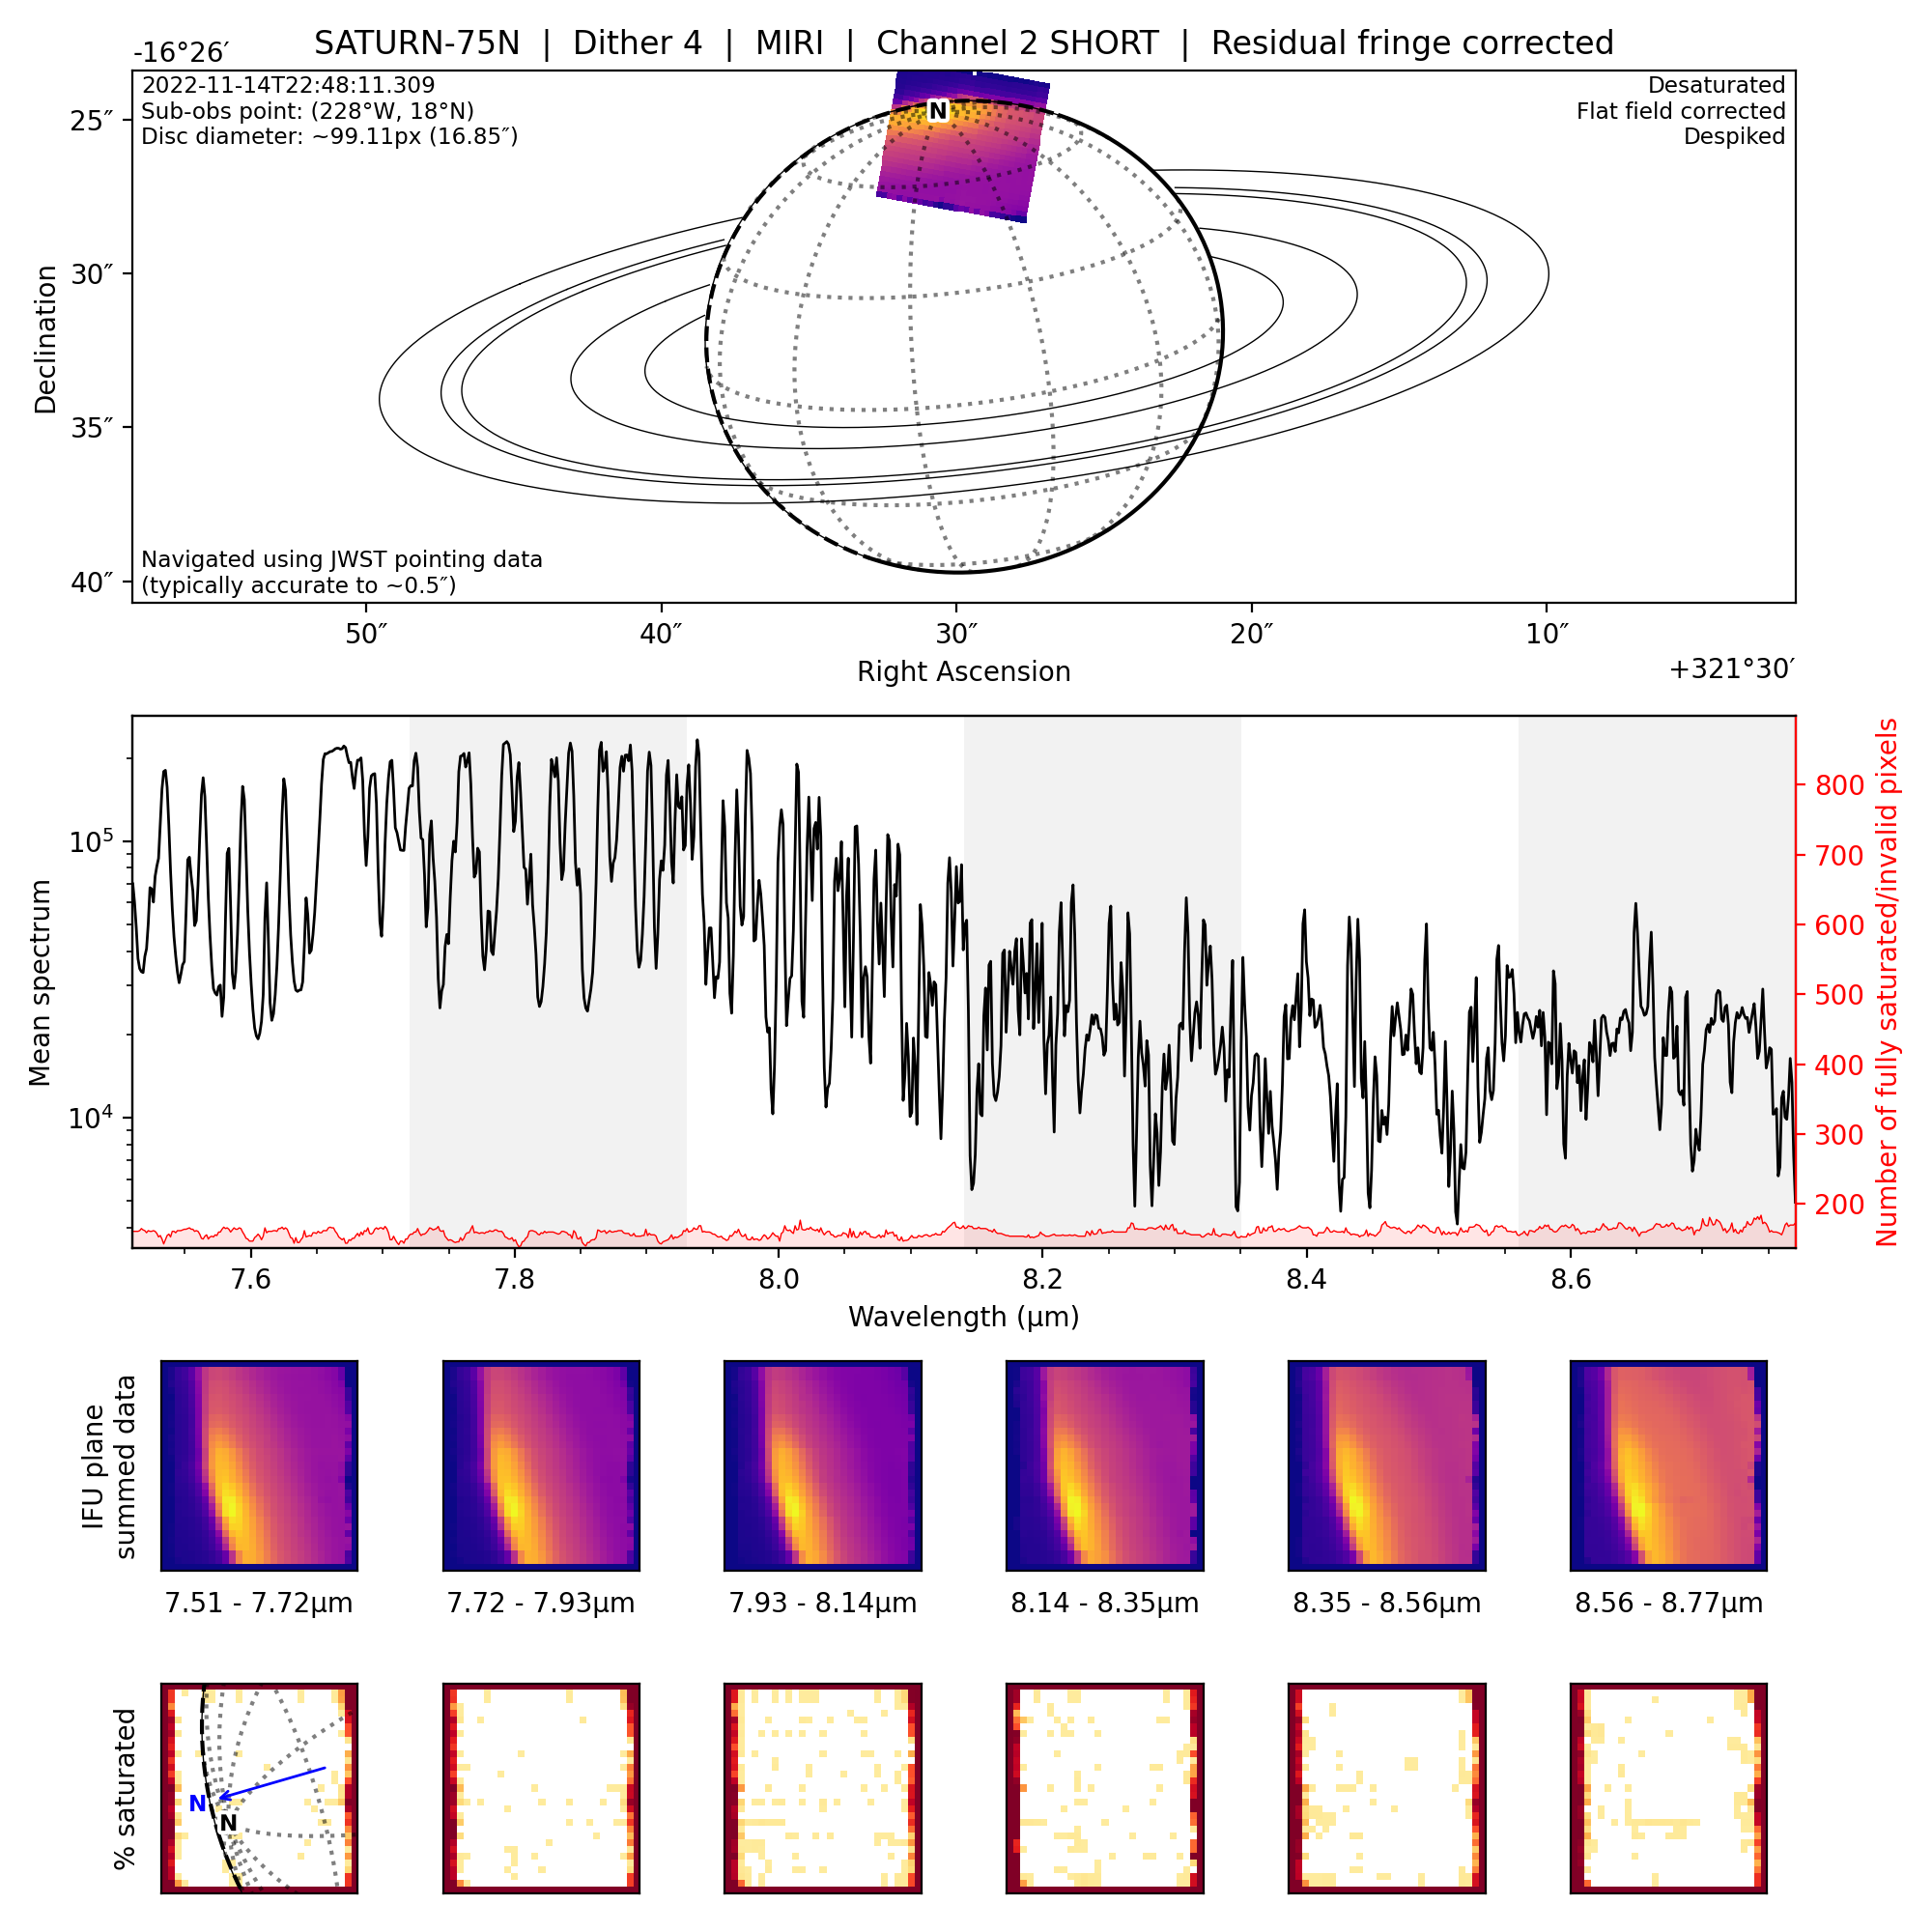 SATURN-75N | Dither 4 | MIRI | Channel 2 SHORT | Residual fringe corrected
-16°26′
2022-11-14T22:48:11.309
Sub-obs point: (228°W, 18°N)
Disc diameter: ~99.11px (16.85″)
Desaturated
Flat field corrected
Despiked
N
25″
30″
35″
40″
Declination
Navigated using JWST pointing data
(typically accurate to ~0.5″)
50″ 40″ 30″ 20″ 10″
Right Ascension
+321°30′
Mean spectrum
10⁵
10⁴
800
700
600
500
400
300
200
Number of fully saturated/invalid pixels
7.6 7.8 8.0 8.2 8.4 8.6
Wavelength (µm)
IFU plane
summed data
7.51 - 7.72µm 7.72 - 7.93µm 7.93 - 8.14µm 8.14 - 8.35µm 8.35 - 8.56µm 8.56 - 8.77µm
% saturated
N
N